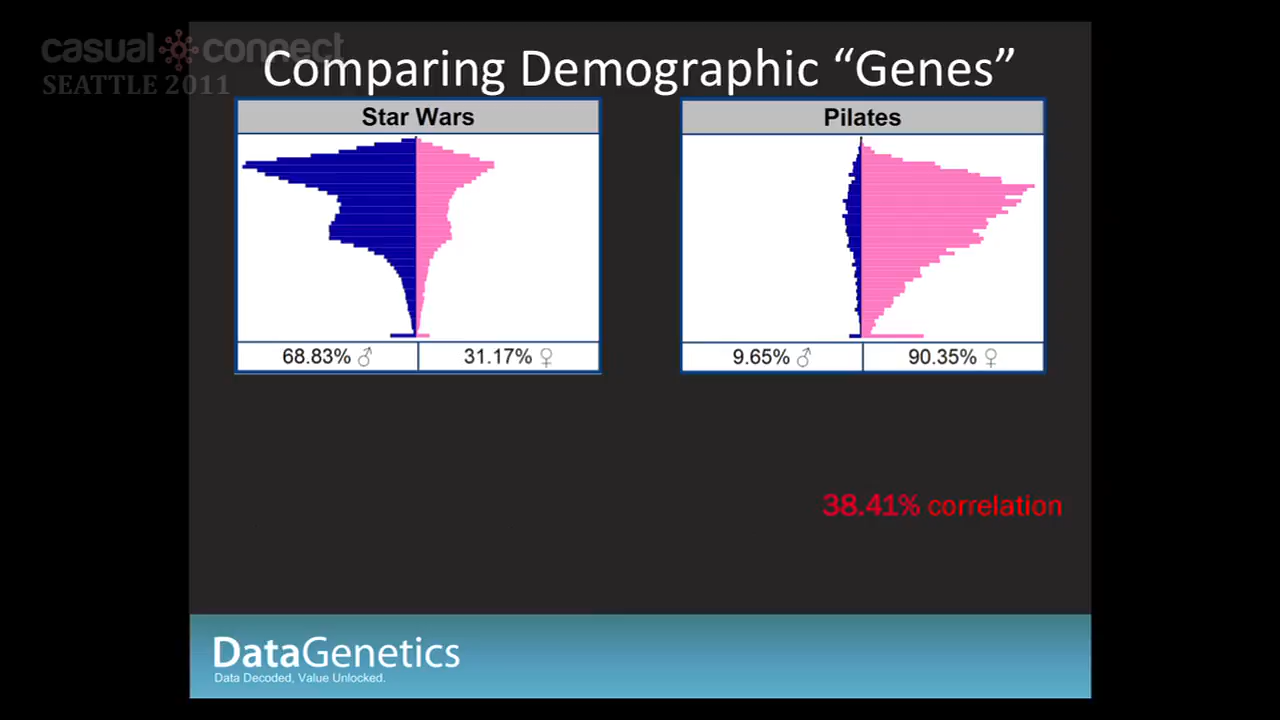 casual connect
SEATTLE 2011
Comparing Demographic “Genes”
Star Wars
68.83% ♂
31.17% ♀
Pilates
9.65% ♂
90.35% ♀
38.41% correlation
DataGenetics
Data Decoded, Value Unlocked.